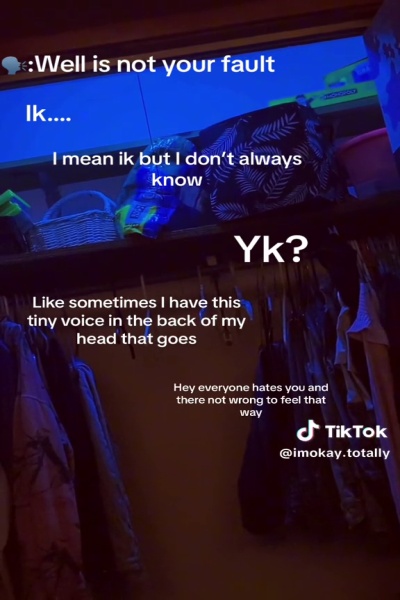 🗣️:Well is not your fault
Ik....
I mean ik but I don't always
know
Yk?
Like sometimes I have this
tiny voice in the back of my
head that goes
Hey everyone hates you and
there not wrong to feel that
way
TikTok
@imokay.totally